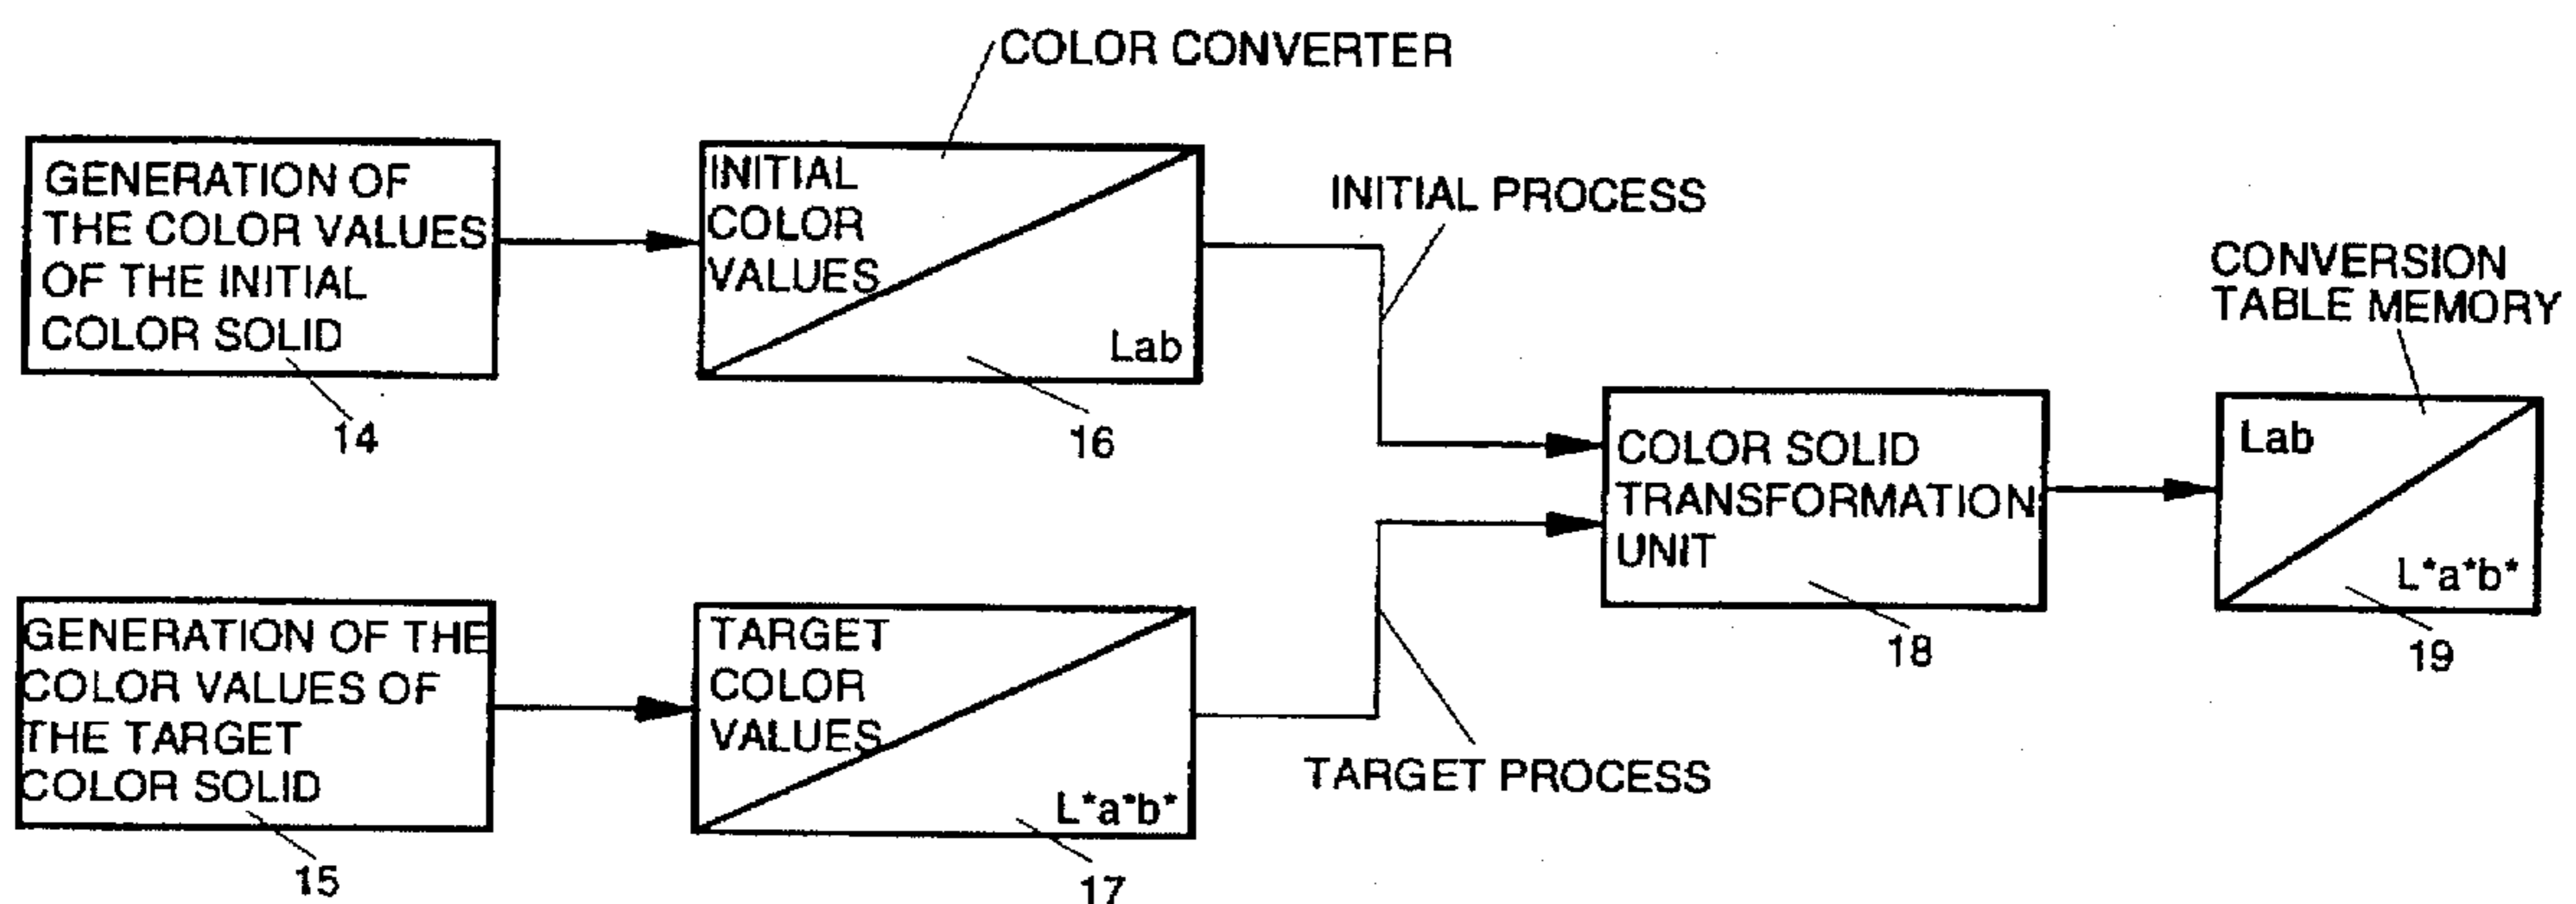 COLOR CONVERTER
GENERATION OF
THE COLOR VALUES
OF THE INITIAL
COLOR SOLID
14
INITIAL
COLOR
VALUES
Lab
16
INITIAL PROCESS
CONVERSION
TABLE MEMORY
COLOR SOLID
TRANSFORMATION
UNIT
18
Lab
L*a*b*
19
GENERATION OF THE
COLOR VALUES OF
THE TARGET
COLOR SOLID
15
TARGET
COLOR
VALUES
L*a*b*
17
TARGET PROCESS